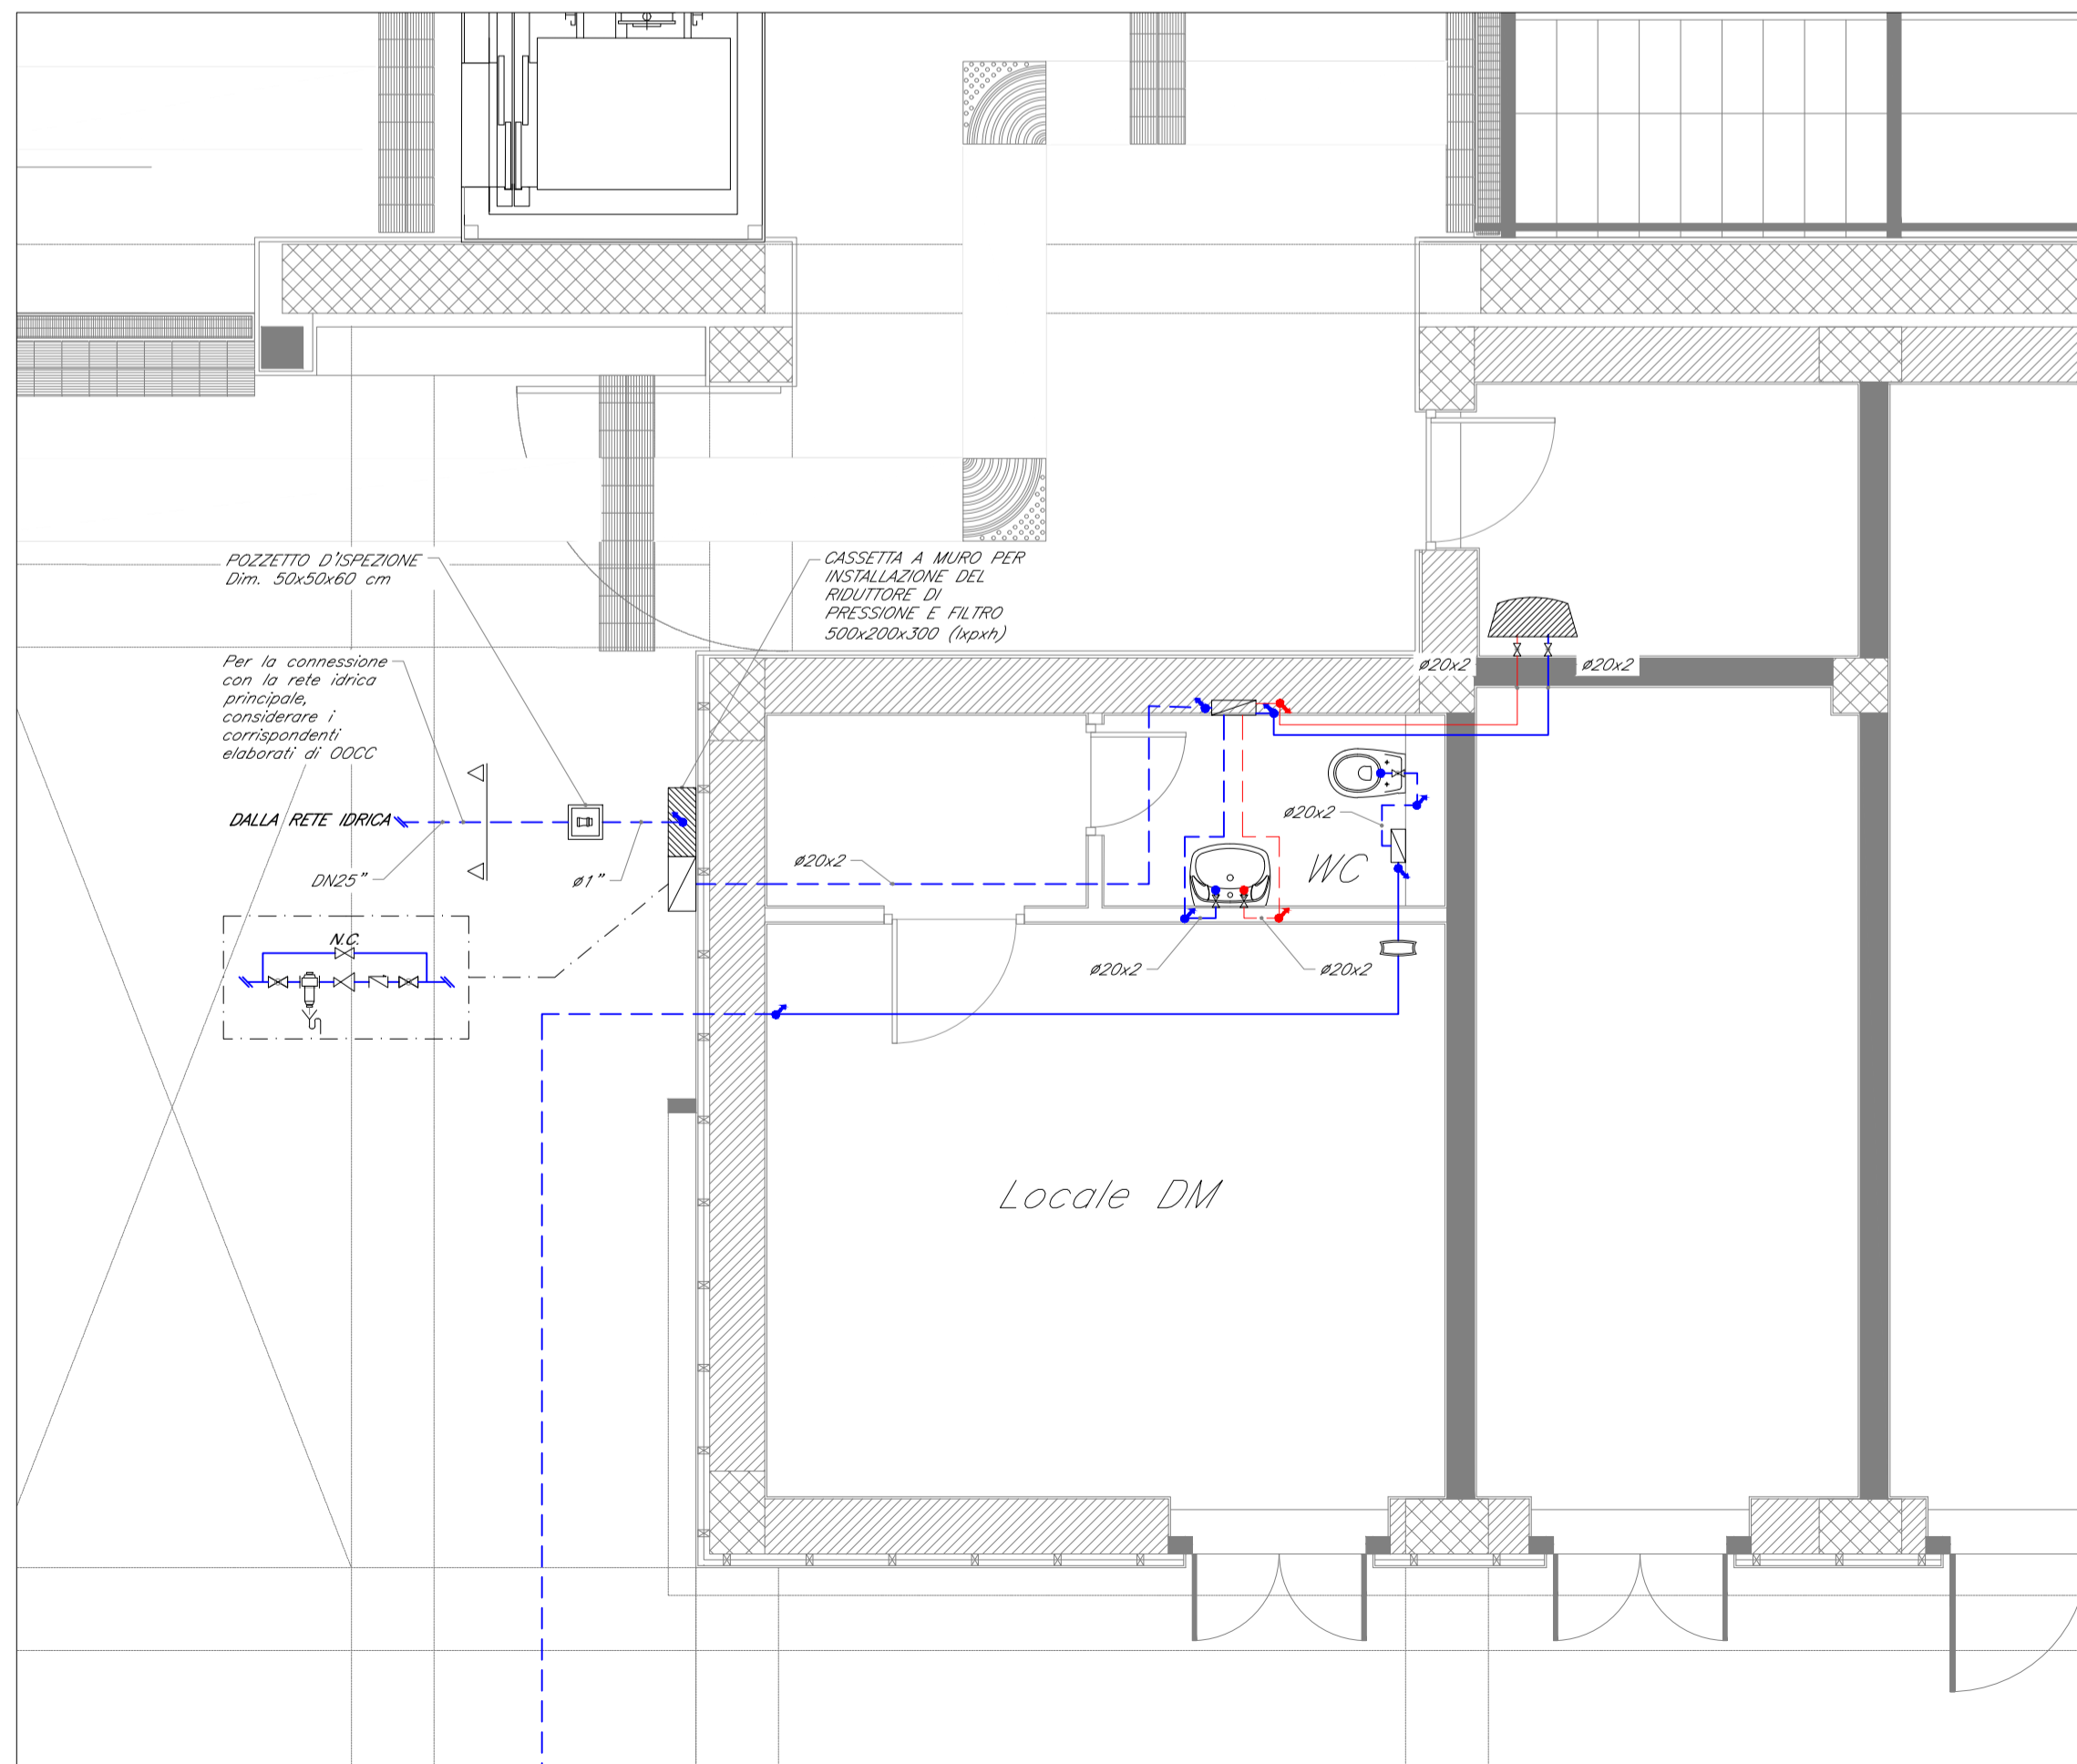 POZZETTO D'ISPEZIONE
Dim. 50x50x60 cm
CASSETTA A MURO PER
INSTALLAZIONE DEL
RIDUTTORE DI
PRESSIONE E FILTRO
500x200x300 (lxpxh)
Per la connessione
con la rete idrica
principale,
considerare i
corrispondenti
elaborati di OOCC
ø20x2
ø20x2
DALLA RETE IDRICA
DN25"
ø1"
ø20x2
ø20x2
WC
N.C.
ø20x2
ø20x2
Locale DM